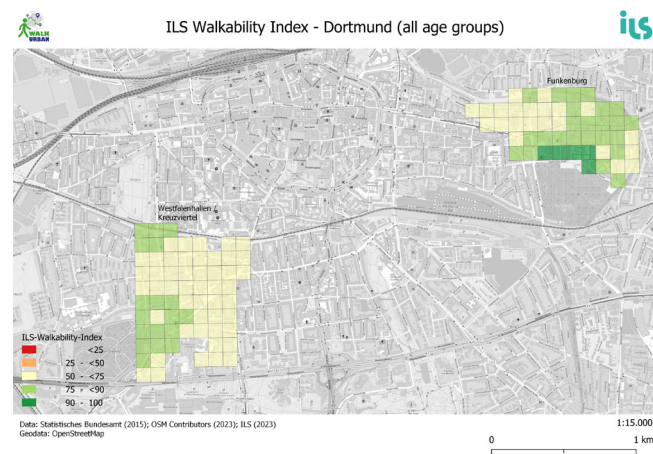 WALK
URBAN
ILS Walkability Index - Dortmund (all age groups)
ILS
Funkenburg
Westfalenhallen /
Kreuzviertel
ILS-Walkability-Index
<25
25 - <50
50 - <75
75 - <90
90 - 100
Data: Statistisches Bundesamt (2015); OSM Contributors (2023); ILS (2023)
Geodata: OpenStreetMap
1:15.000
0 1 km